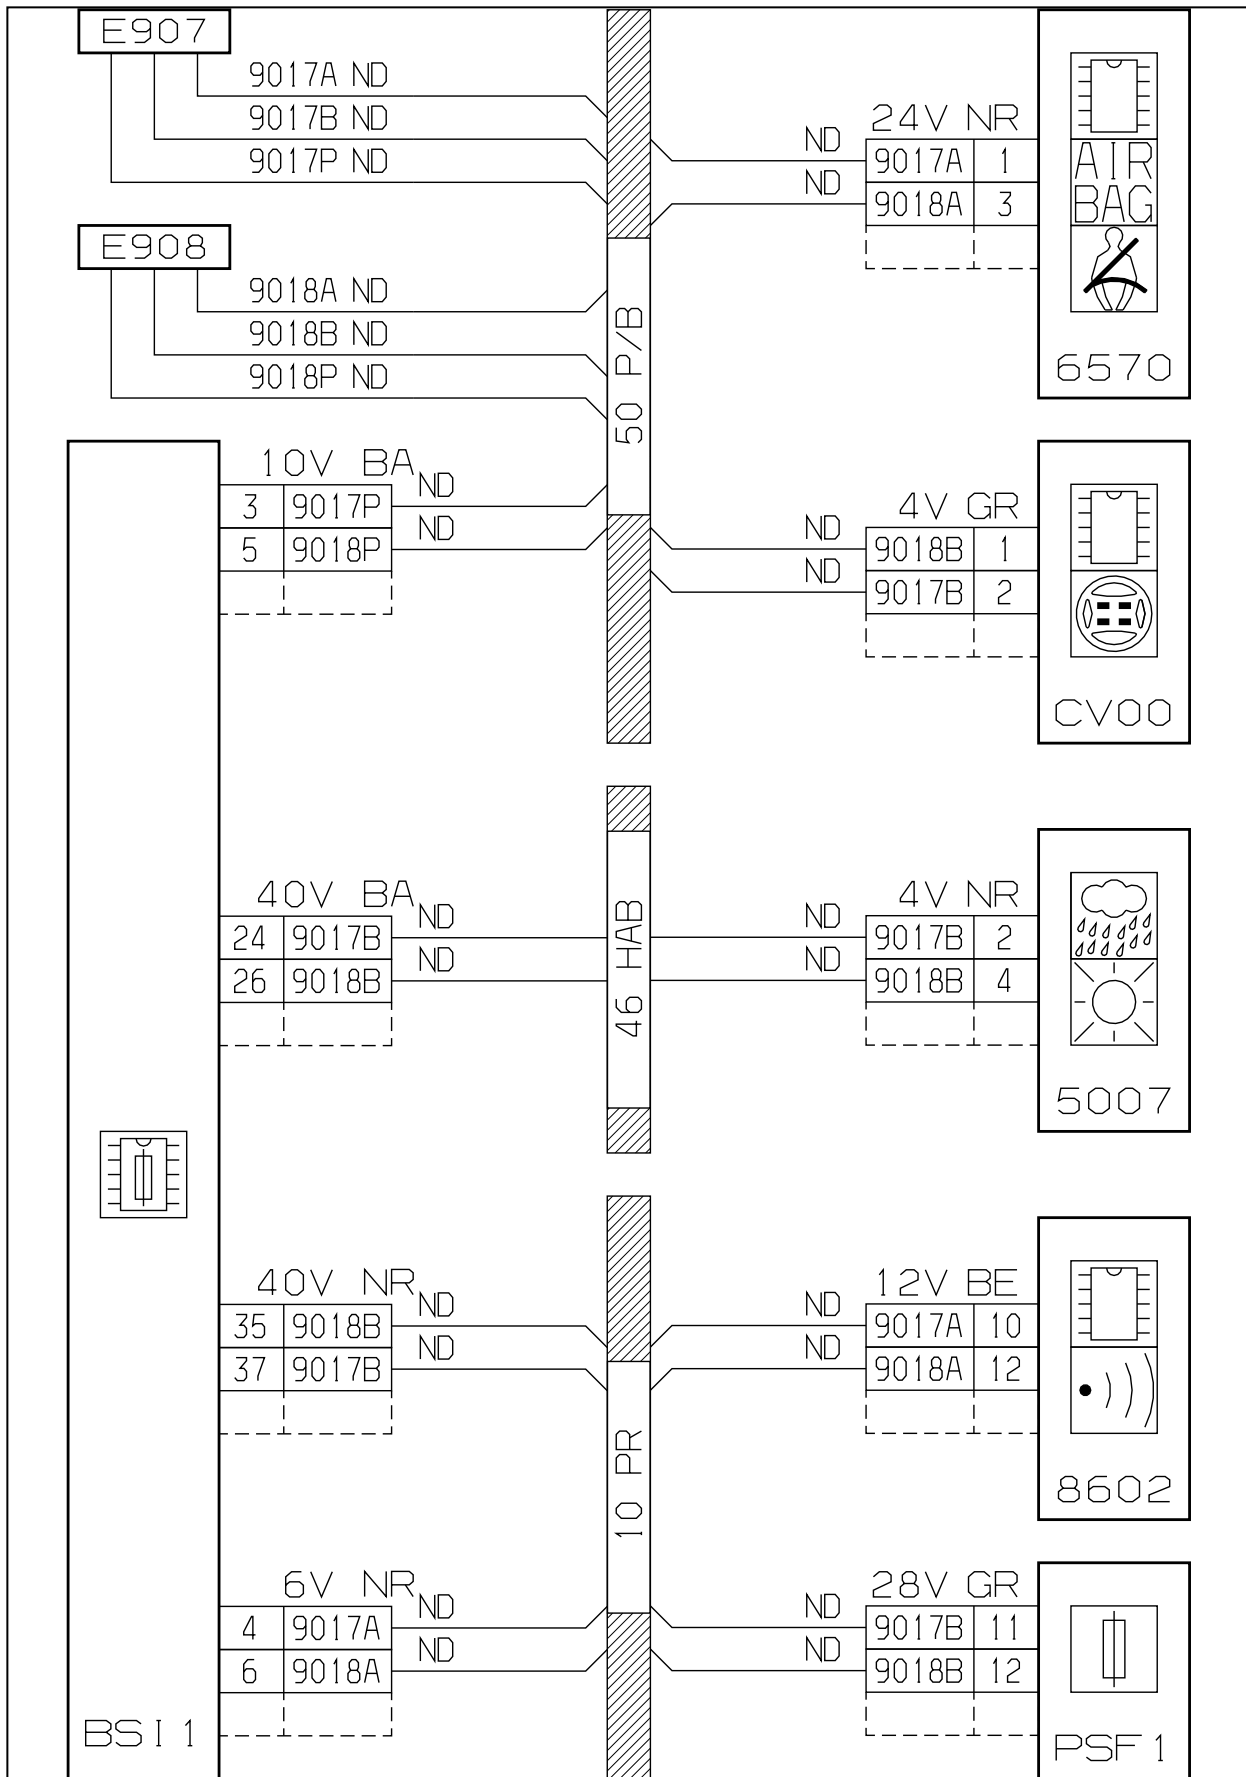 E907
9017A ND
9017B ND
9017P ND
E908
9018A ND
9018B ND
9018P ND
50 P/B
24V NR
ND 9017A 1
ND 9018A 3
AIR
BAG
6570
10V BA
3 9017P ND
5 9018P ND
4V GR
ND 9018B 1
ND 9017B 2
CV00
40V BA
24 9017B ND
26 9018B ND
46 HAB
4V NR
ND 9017B 2
ND 9018B 4
5007
40V NR
35 9018B ND
37 9017B ND
10 PR
12V BE
ND 9017A 10
ND 9018A 12
8602
6V NR
4 9017A ND
6 9018A ND
BSI1
28V GR
ND 9017B 11
ND 9018B 12
PSF1